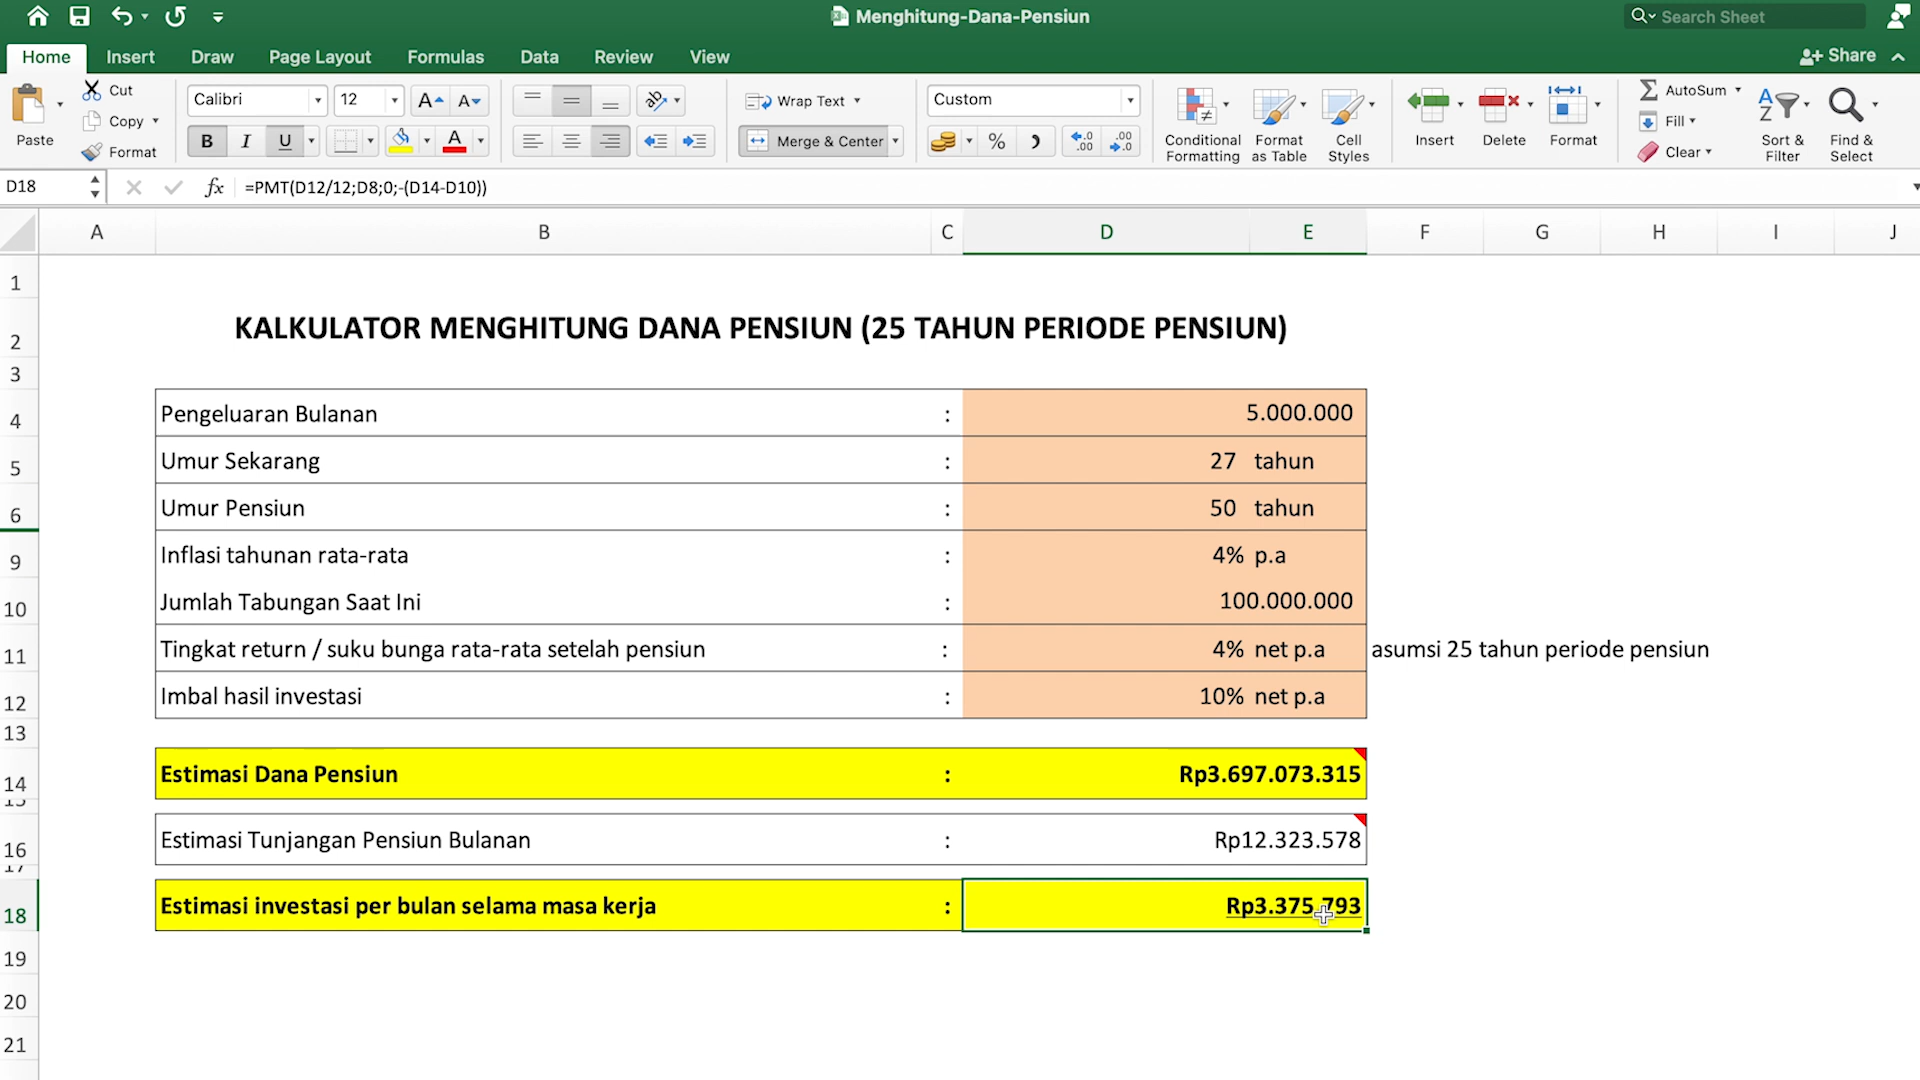 Menghitung-Dana-Pensiun
Search Sheet
Home Insert Draw Page Layout Formulas Data Review View
Share
Paste
Cut
Copy
Format
Calibri 12
B I U
Wrap Text
Merge & Center
Custom
%
Conditional Formatting
Format as Table
Cell Styles
Insert
Delete
Format
AutoSum
Fill
Clear
Sort & Filter
Find & Select
D18 fx =PMT(D12/12;D8;0;-(D14-D10))
A B C D E F G H I J
1
2 KALKULATOR MENGHITUNG DANA PENSIUN (25 TAHUN PERIODE PENSIUN)
3
4 Pengeluaran Bulanan : 5.000.000
5 Umur Sekarang : 27 tahun
6 Umur Pensiun : 50 tahun
9 Inflasi tahunan rata-rata : 4% p.a
10 Jumlah Tabungan Saat Ini : 100.000.000
11 Tingkat return / suku bunga rata-rata setelah pensiun : 4% net p.a asumsi 25 tahun periode pensiun
12 Imbal hasil investasi : 10% net p.a
13
14 Estimasi Dana Pensiun : Rp3.697.073.315
15
16 Estimasi Tunjangan Pensiun Bulanan : Rp12.323.578
17
18 Estimasi investasi per bulan selama masa kerja : Rp3.375.793
19
20
21